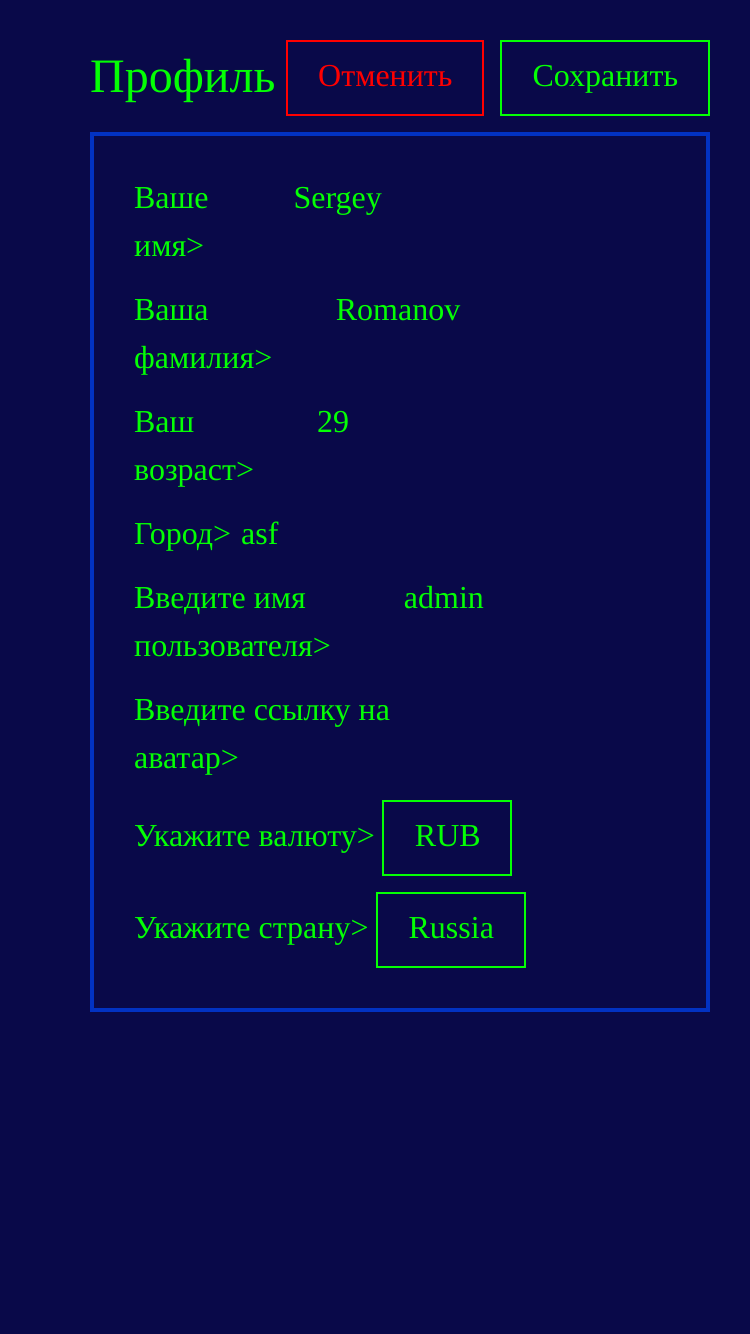 Профиль Отменить Сохранить
Ваше Sergey
имя>
Ваша Romanov
фамилия>
Ваш 29
возраст>
Город> asf
Введите имя admin
пользователя>
Введите ссылку на
аватар>
Укажите валюту> RUB
Укажите страну> Russia